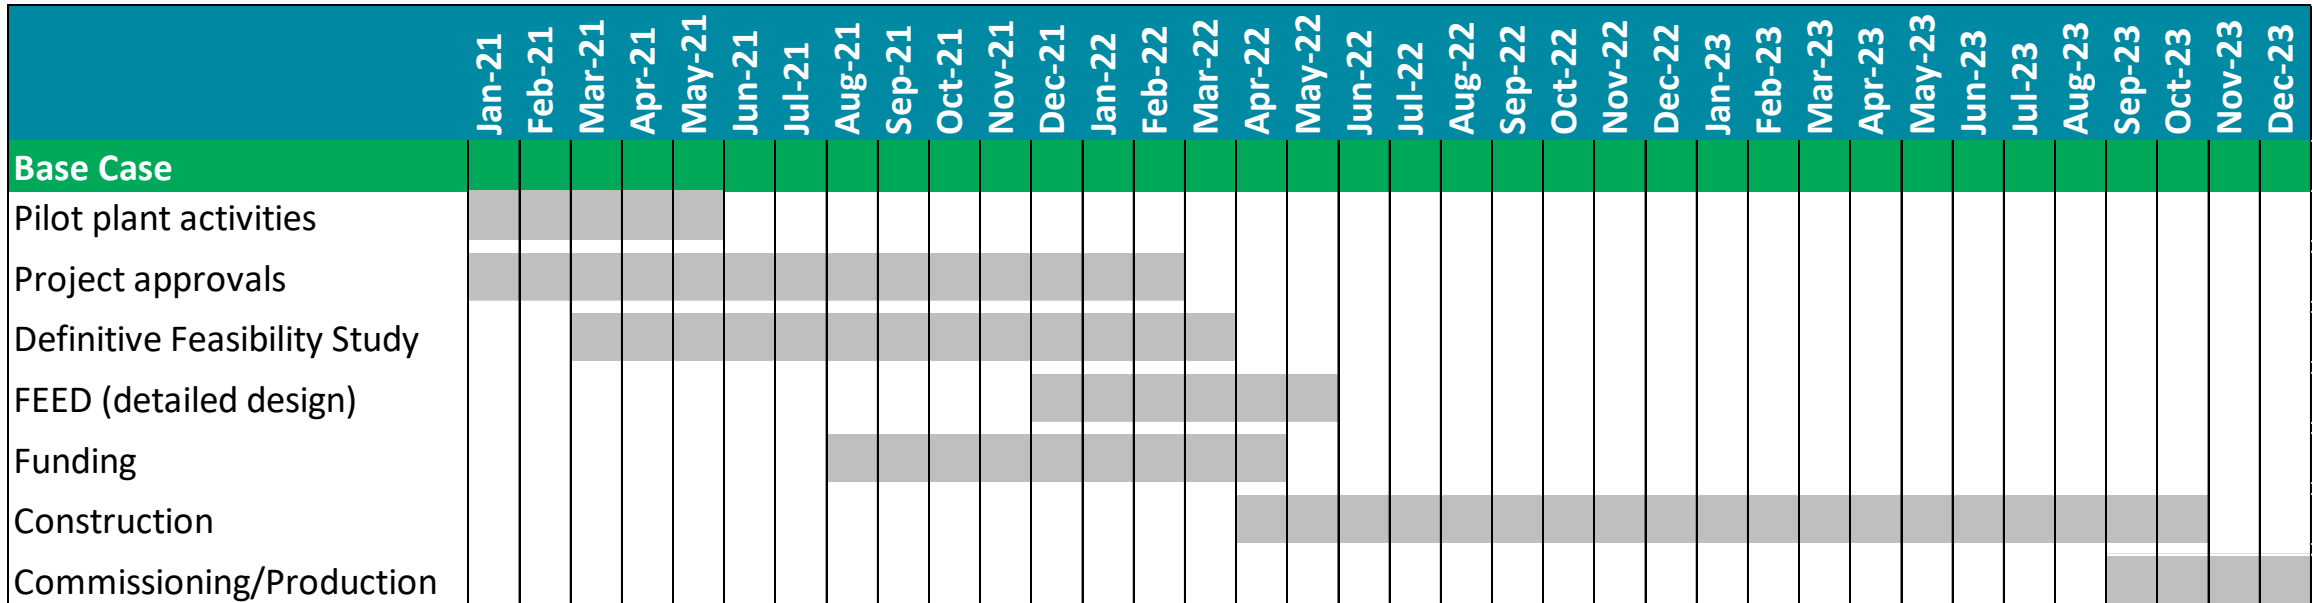 Jan-21 Feb-21 Mar-21 Apr-21 May-21 Jun-21 Jul-21 Aug-21 Sep-21 Oct-21 Nov-21 Dec-21 Jan-22 Feb-22 Mar-22 Apr-22 May-22 Jun-22 Jul-22 Aug-22 Sep-22 Oct-22 Nov-22 Dec-22 Jan-23 Feb-23 Mar-23 Apr-23 May-23 Jun-23 Jul-23 Aug-23 Sep-23 Oct-23 Nov-23 Dec-23
Base Case
Pilot plant activities
Project approvals
Definitive Feasibility Study
FEED (detailed design)
Funding
Construction
Commissioning/Production